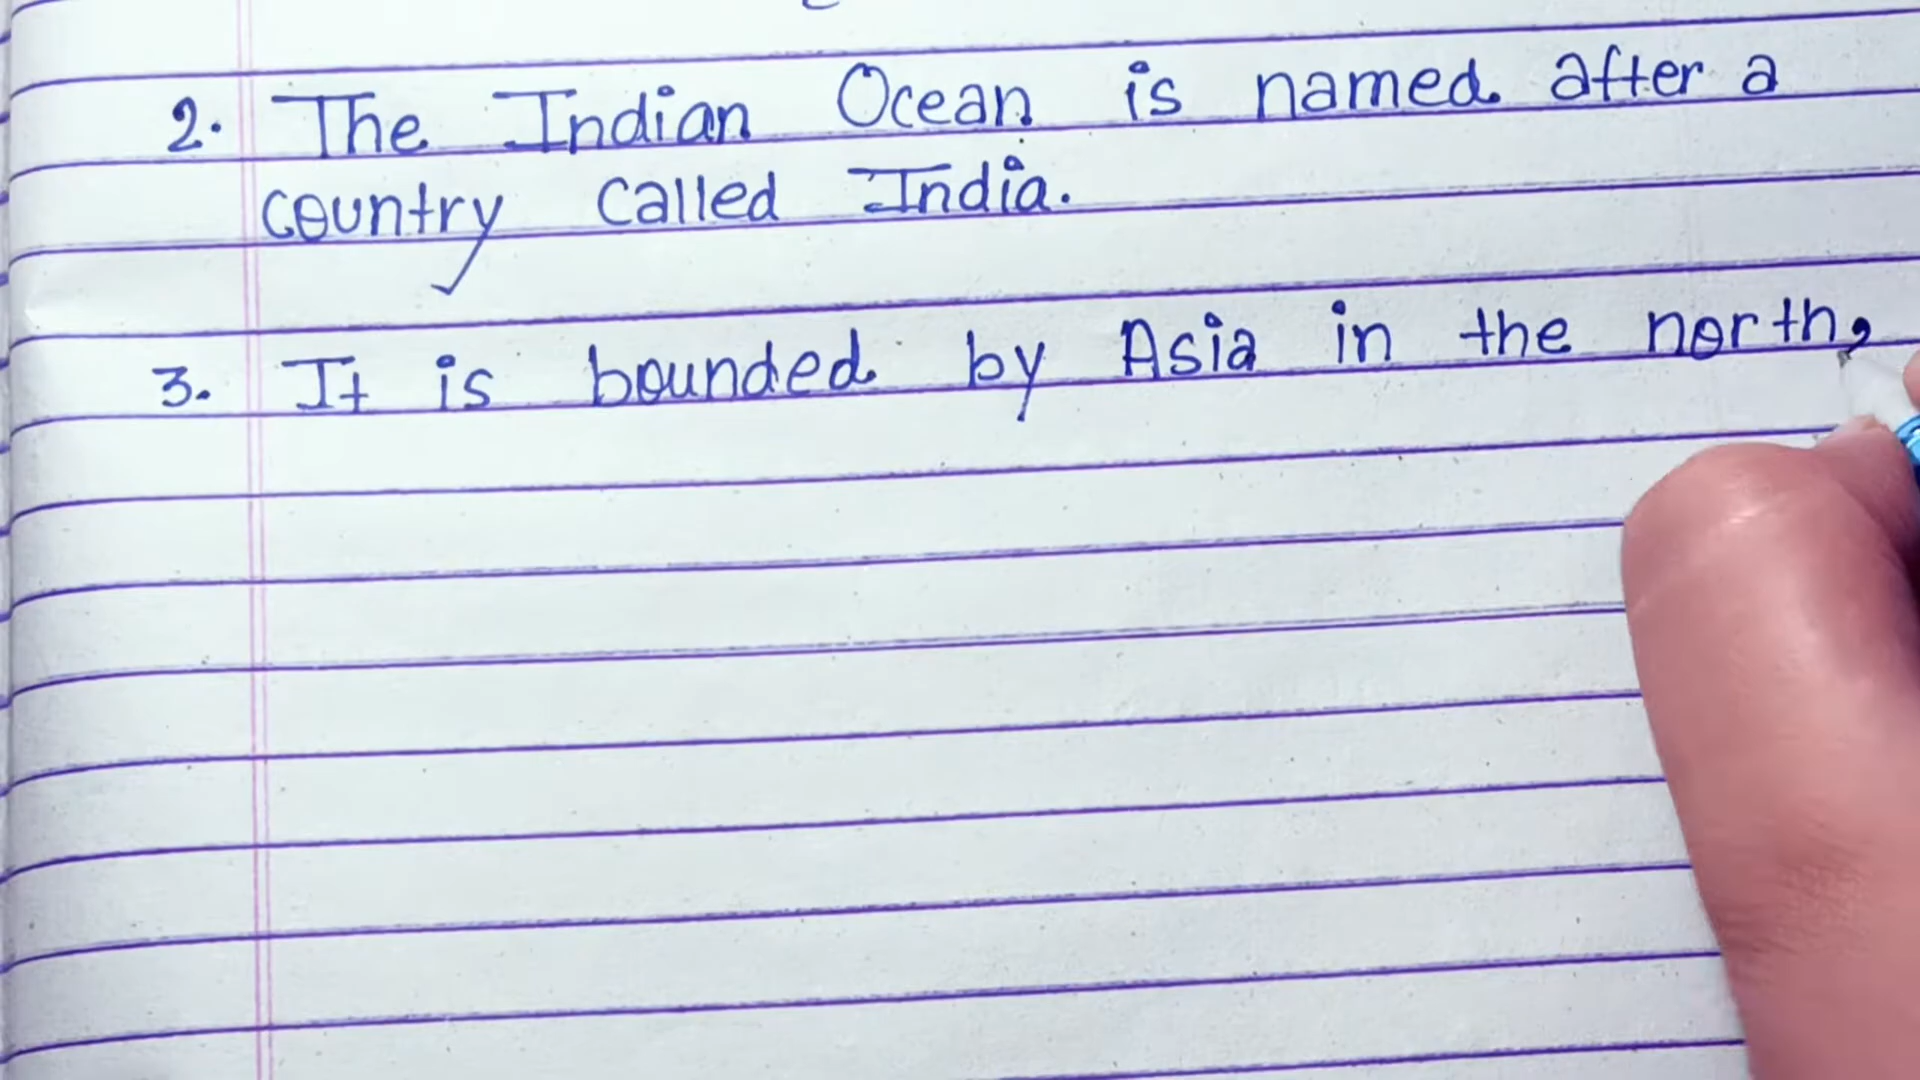 2. The Indian Ocean is named after a
country called India.
3. It is bounded by Asia in the north,